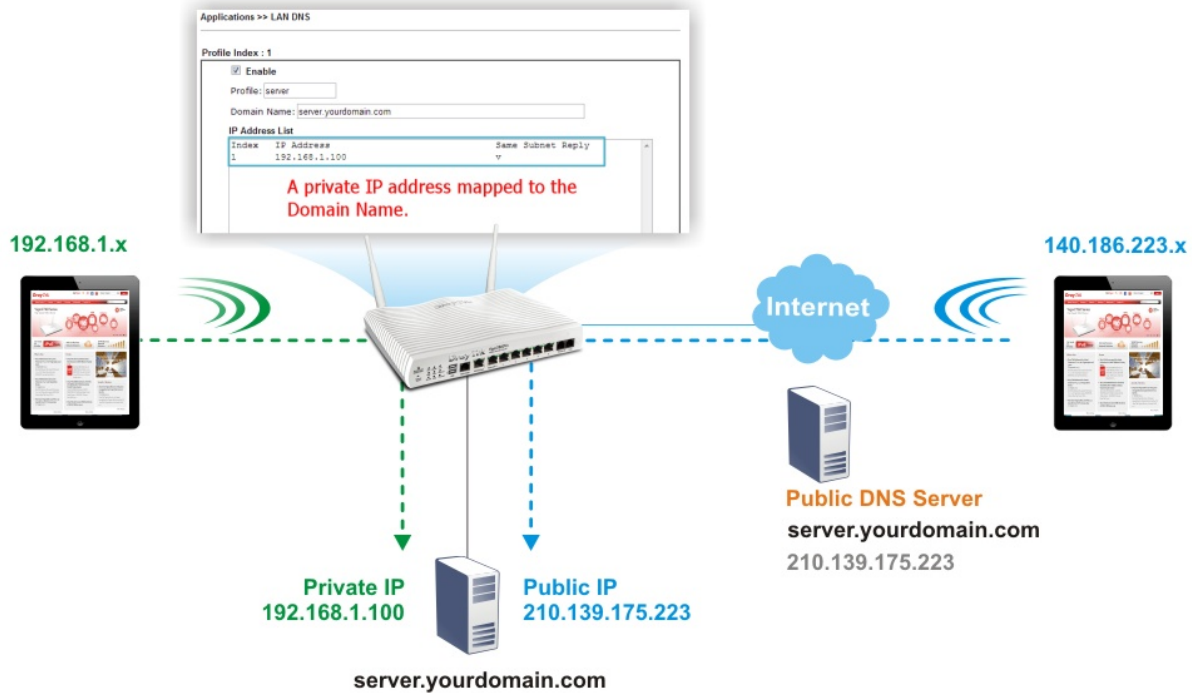 Applications >> LAN DNS
Profile Index : 1
Enable
Profile: server
Domain Name: server.yourdomain.com
IP Address List
Index IP Address Same Subnet Reply
1 192.168.1.100 v
A private IP address mapped to the
Domain Name.
192.168.1.x
140.186.223.x
Internet
Public DNS Server
server.yourdomain.com
210.139.175.223
Private IP
192.168.1.100
Public IP
210.139.175.223
server.yourdomain.com